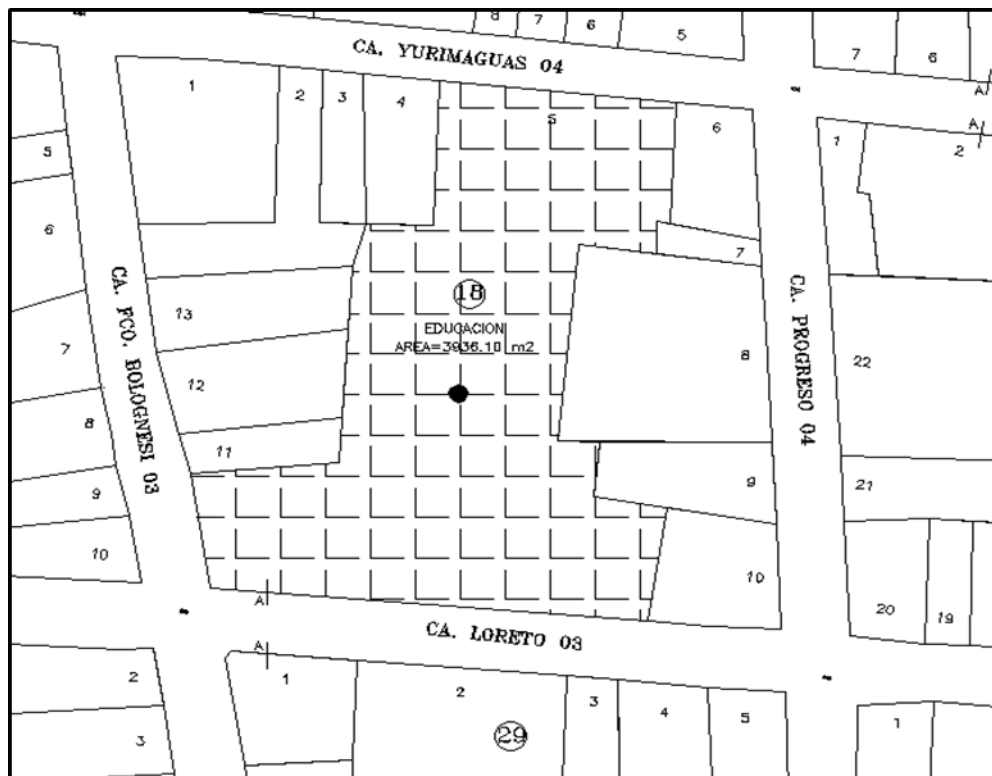 8 7 6 5
CA. YURIMAGUAS 04
7 6
1 2 3 4 5 6
A
A
1 2
5
6
7
18
CA. FCO. BOLOGNESI 03
CA. PROGRESO 04
13
EDUCACION
AREA=3936.10 m2
7
8
22
12
8
11
9
9
21
10
10
A
20 19
CA. LORETO 03
A
2
1
2
3
4
5
1
3
29